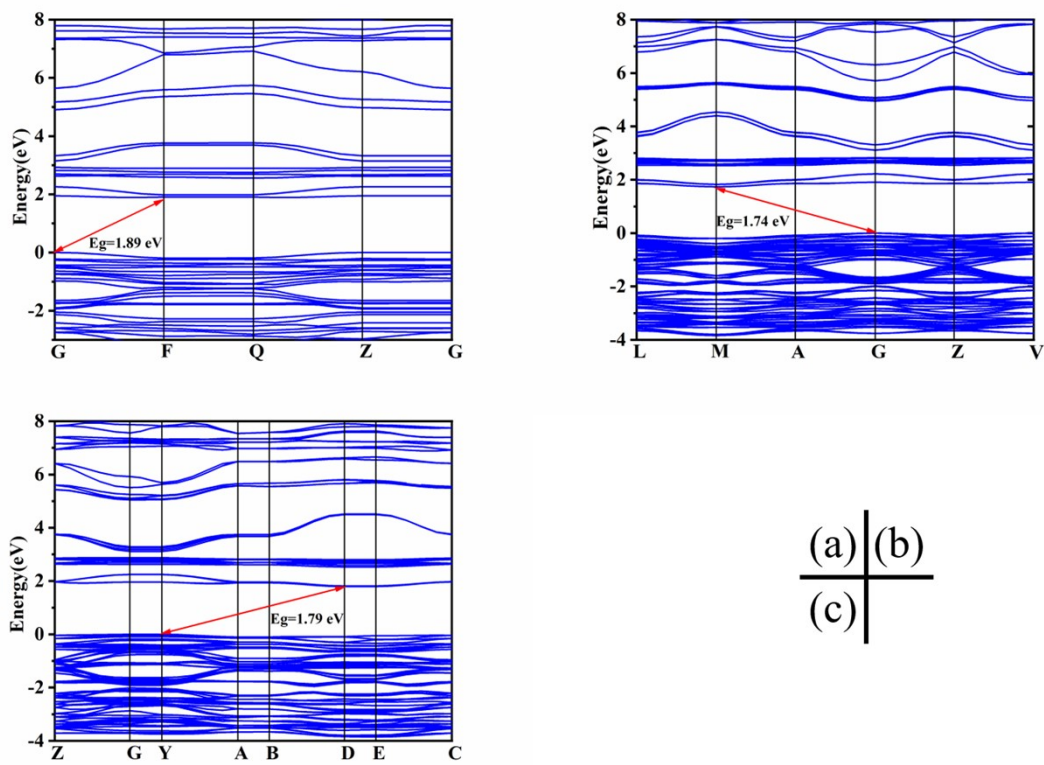 8
6
4
2
0
-2
Energy(eV)
Eg=1.89 eV
G F Q Z G
8
6
4
2
0
-2
-4
Energy(eV)
Eg=1.74 eV
L M A G Z V
8
6
4
2
0
-2
-4
Energy(eV)
Eg=1.79 eV
Z G Y A B D E C
(a) (b)
(c)